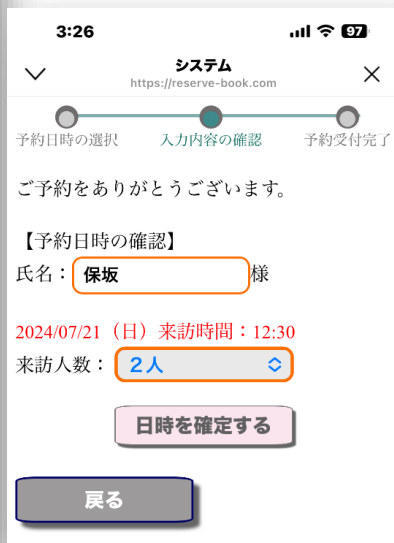 3:26 97
システム
https://reserve-book.com
予約日時の選択 入力内容の確認 予約受付完了
ご予約をありがとうございます。
【予約日時の確認】
氏名：保坂様
2024/07/21（日）来訪時間：12:30
来訪人数：２人
日時を確定する
戻る